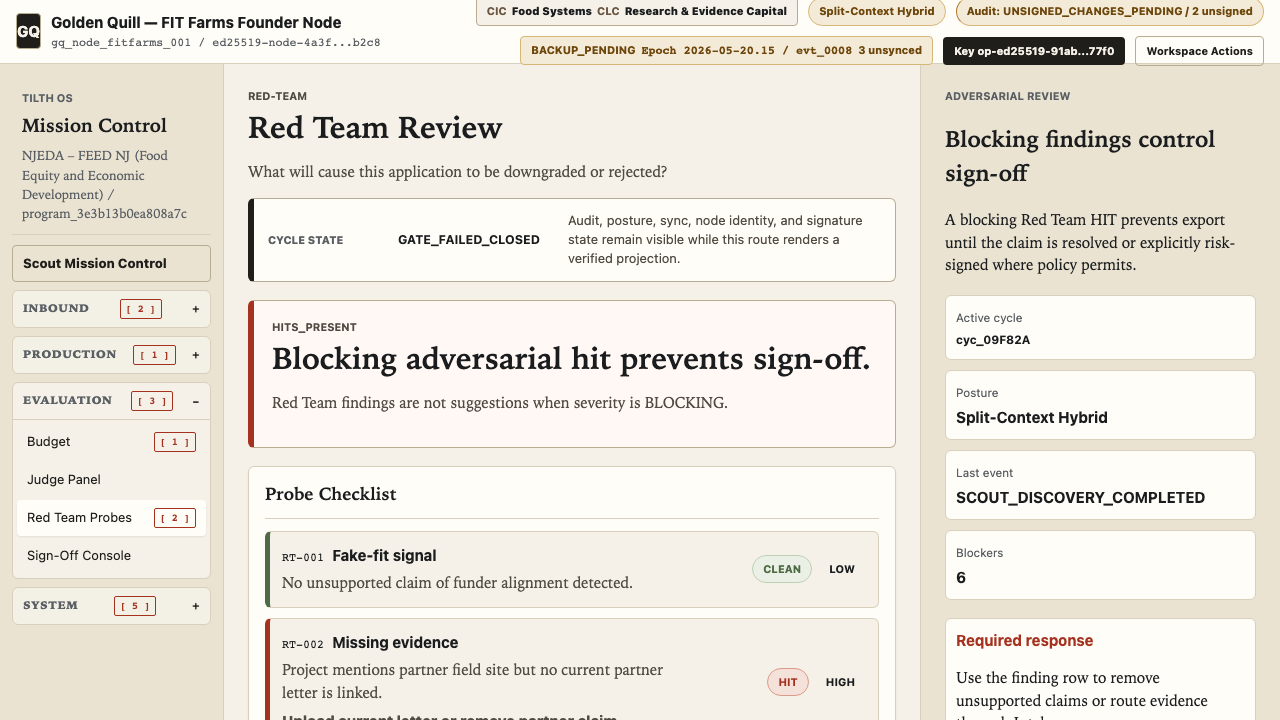 GQ
Golden Quill — FIT Farms Founder Node
gq_node_fitfarms_001 / ed25519-node-4a3f...b2c8
CIC Food Systems CLC Research & Evidence Capital
Split-Context Hybrid
Audit: UNSIGNED_CHANGES_PENDING / 2 unsigned
BACKUP_PENDING Epoch 2026-05-20.15 / evt_0008 3 unsynced
Key op-ed25519-91ab...77f0
Workspace Actions
TILTH OS
Mission Control
NJEDA – FEED NJ (Food
Equity and Economic
Development) /
program_3e3b13b0ea808a7c
Scout Mission Control
INBOUND [ 2 ] +
PRODUCTION [ 1 ] +
EVALUATION [ 3 ] –
Budget [ 1 ]
Judge Panel
Red Team Probes [ 2 ]
Sign-Off Console
SYSTEM [ 5 ] +
RED-TEAM
Red Team Review
What will cause this application to be downgraded or rejected?
CYCLE STATE
GATE_FAILED_CLOSED
Audit, posture, sync, node identity, and signature
state remain visible while this route renders a
verified projection.
HITS_PRESENT
Blocking adversarial hit prevents sign-off.
Red Team findings are not suggestions when severity is BLOCKING.
Probe Checklist
RT-001 Fake-fit signal
No unsupported claim of funder alignment detected.
CLEAN LOW
RT-002 Missing evidence
Project mentions partner field site but no current partner
letter is linked.
HIT HIGH
Upload current letter or remove partner claim
ADVERSARIAL REVIEW
Blocking findings control
sign-off
A blocking Red Team HIT prevents export
until the claim is resolved or explicitly risk-
signed where policy permits.
Active cycle
cyc_09F82A
Posture
Split-Context Hybrid
Last event
SCOUT_DISCOVERY_COMPLETED
Blockers
6
Required response
Use the finding row to remove
unsupported claims or route evidence